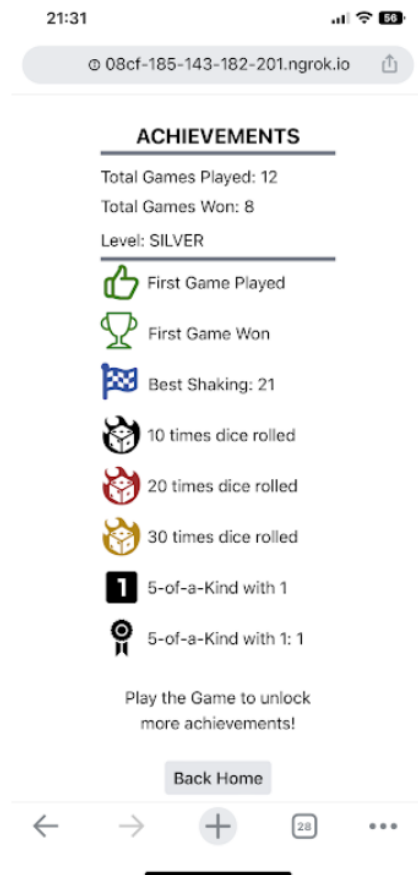 21:31
56
08cf-185-143-182-201.ngrok.io
ACHIEVEMENTS
Total Games Played: 12
Total Games Won: 8
Level: SILVER
First Game Played
First Game Won
Best Shaking: 21
10 times dice rolled
20 times dice rolled
30 times dice rolled
1 5-of-a-Kind with 1
5-of-a-Kind with 1: 1
Play the Game to unlock
more achievements!
Back Home
28